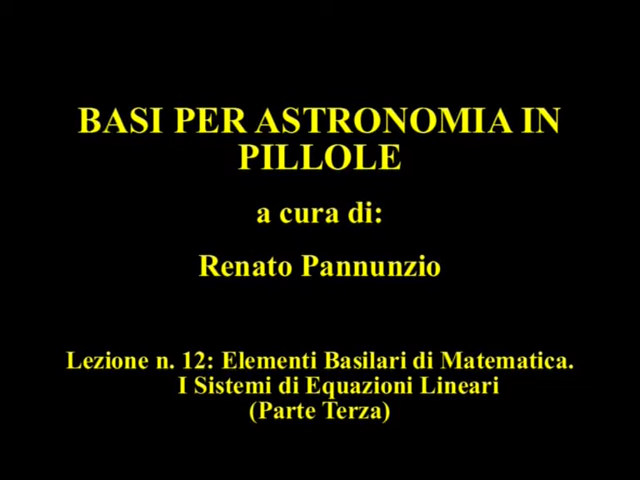 BASI PER ASTRONOMIA IN
PILLOLE
a cura di:
Renato Pannunzio
Lezione n. 12: Elementi Basilari di Matematica.
I Sistemi di Equazioni Lineari
(Parte Terza)